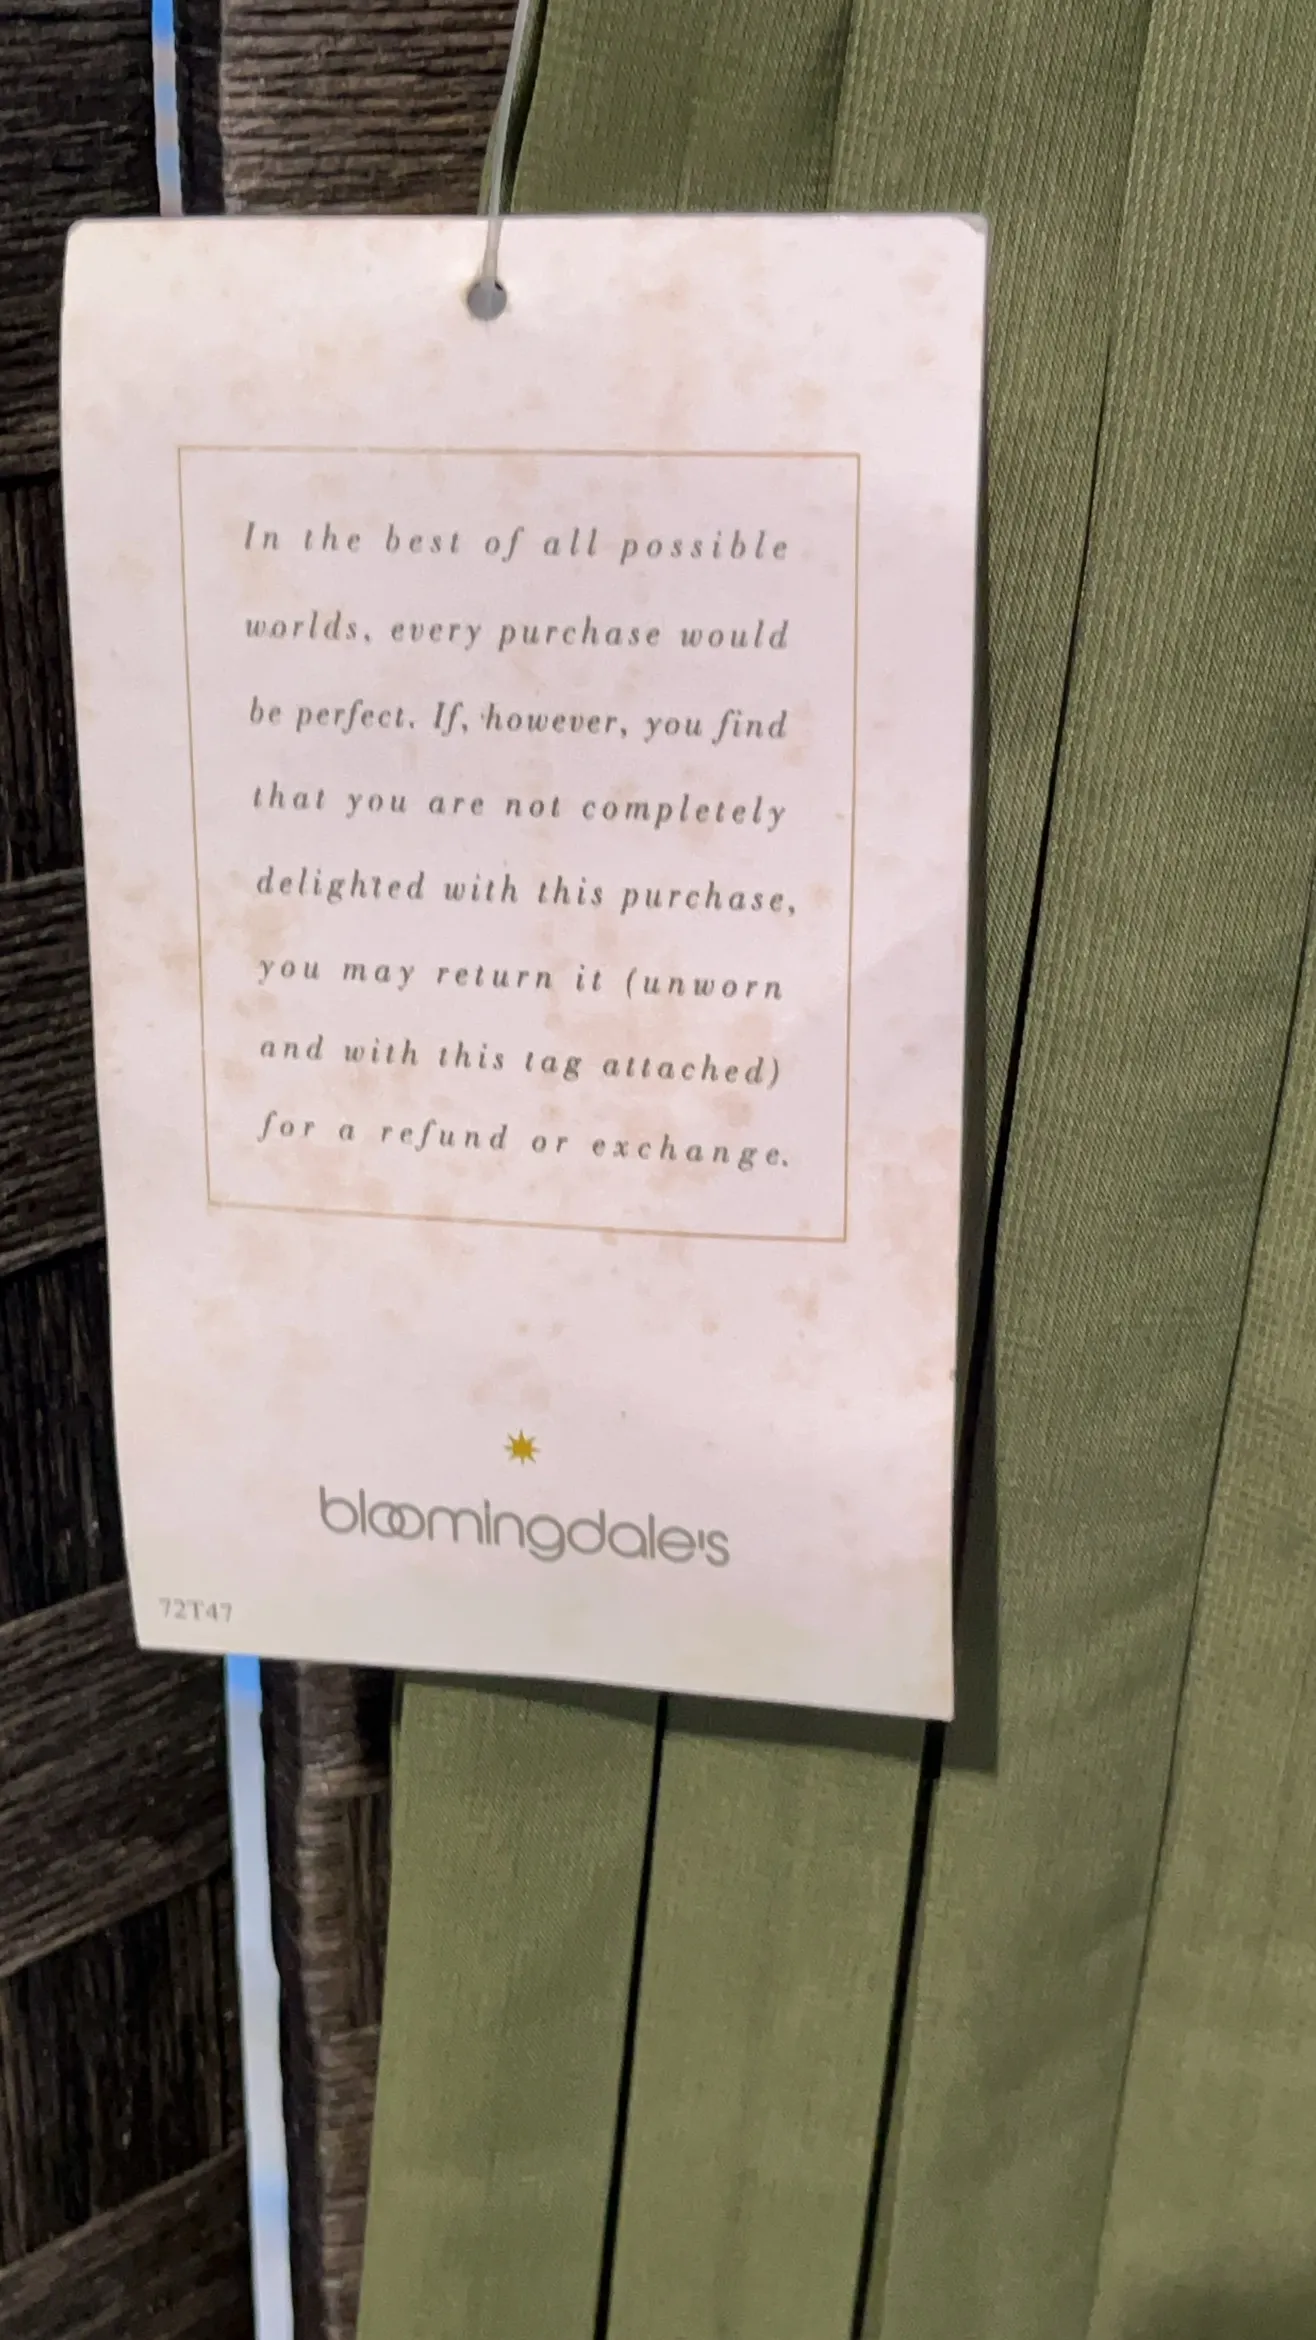 In the best of all possible
worlds, every purchase would
be perfect. If, however, you find
that you are not completely
delighted with this purchase,
you may return it (unworn
and with this tag attached)
for a refund or exchange.
bloomingdale's
72T47